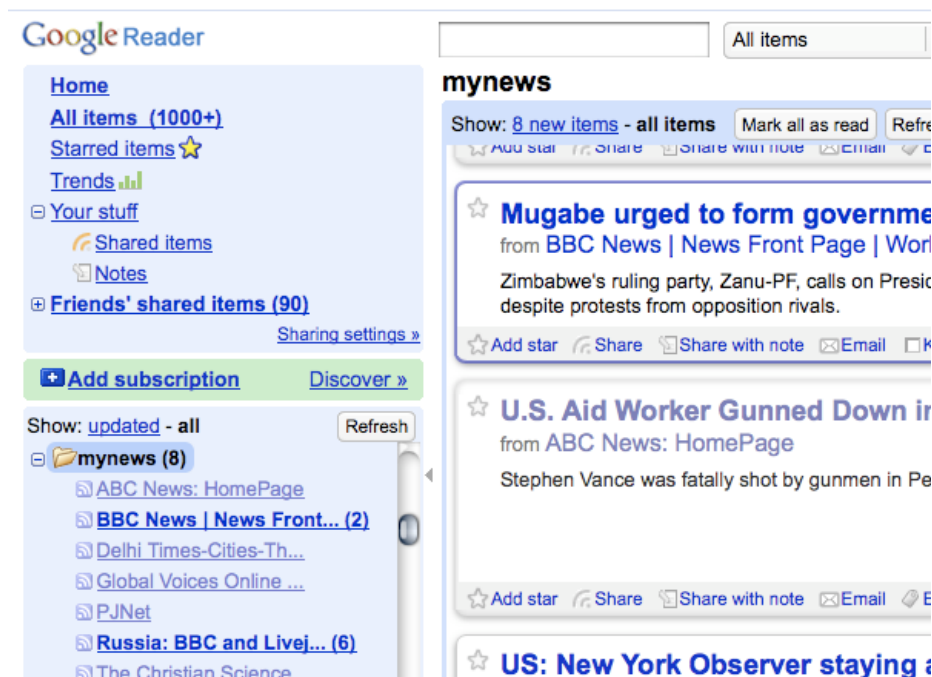 Google Reader
Home
All items (1000+)
Starred items
Trends
Your stuff
Shared items
Notes
Friends' shared items (90)
Sharing settings »
Add subscription
Discover »
Show: updated - all
Refresh
mynews (8)
ABC News: HomePage
BBC News | News Front... (2)
Delhi Times-Cities-Th...
Global Voices Online ...
PJNet
Russia: BBC and Livej... (6)
The Christian Science
All items
mynews
Show: 8 new items - all items
Mark all as read
Refre
Add star Share Share with note Email E
Mugabe urged to form governme
from BBC News | News Front Page | Worl
Zimbabwe's ruling party, Zanu-PF, calls on Presid
despite protests from opposition rivals.
Add star Share Share with note Email K
U.S. Aid Worker Gunned Down in
from ABC News: HomePage
Stephen Vance was fatally shot by gunmen in Pe
Add star Share Share with note Email E
US: New York Observer staying a